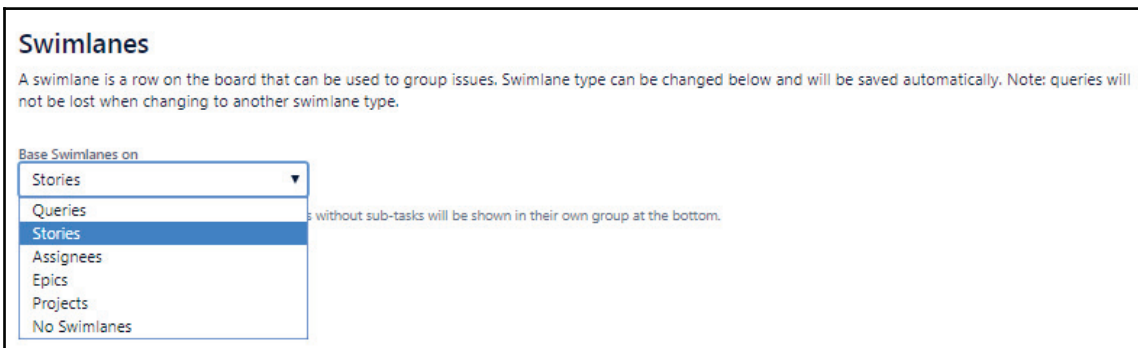 Swimlanes
A swimlane is a row on the board that can be used to group issues. Swimlane type can be changed below and will be saved automatically. Note: queries will
not be lost when changing to another swimlane type.
Base Swimlanes on
Stories
Queries
without sub-tasks will be shown in their own group at the bottom.
Stories
Assignees
Epics
Projects
No Swimlanes